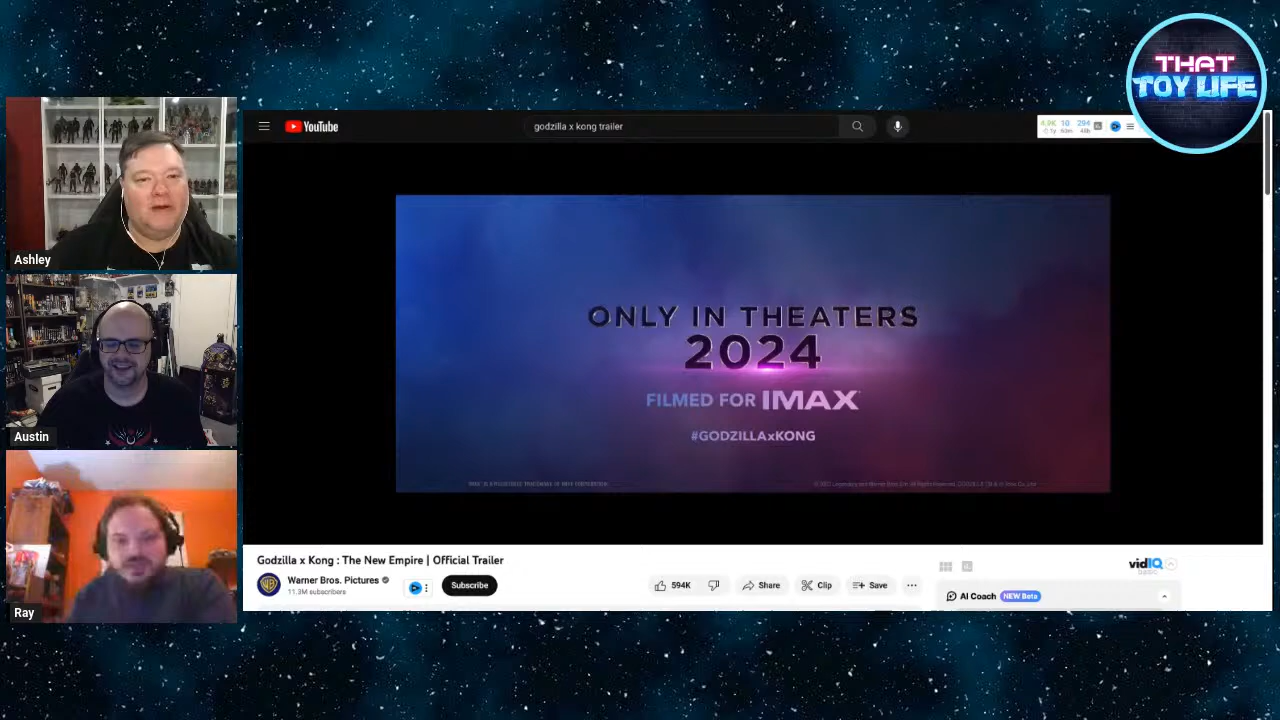 THAT
TOY LIFE
YouTube
godzilla x kong trailer
ONLY IN THEATERS
2024
FILMED FOR IMAX
#GODZILLAxKONG
Ashley
Austin
Ray
Godzilla x Kong : The New Empire | Official Trailer
WB
Warner Bros. Pictures
11.3M subscribers
Subscribe
594K
Share
Clip
Save
vidIQ
AI Coach NEW Beta